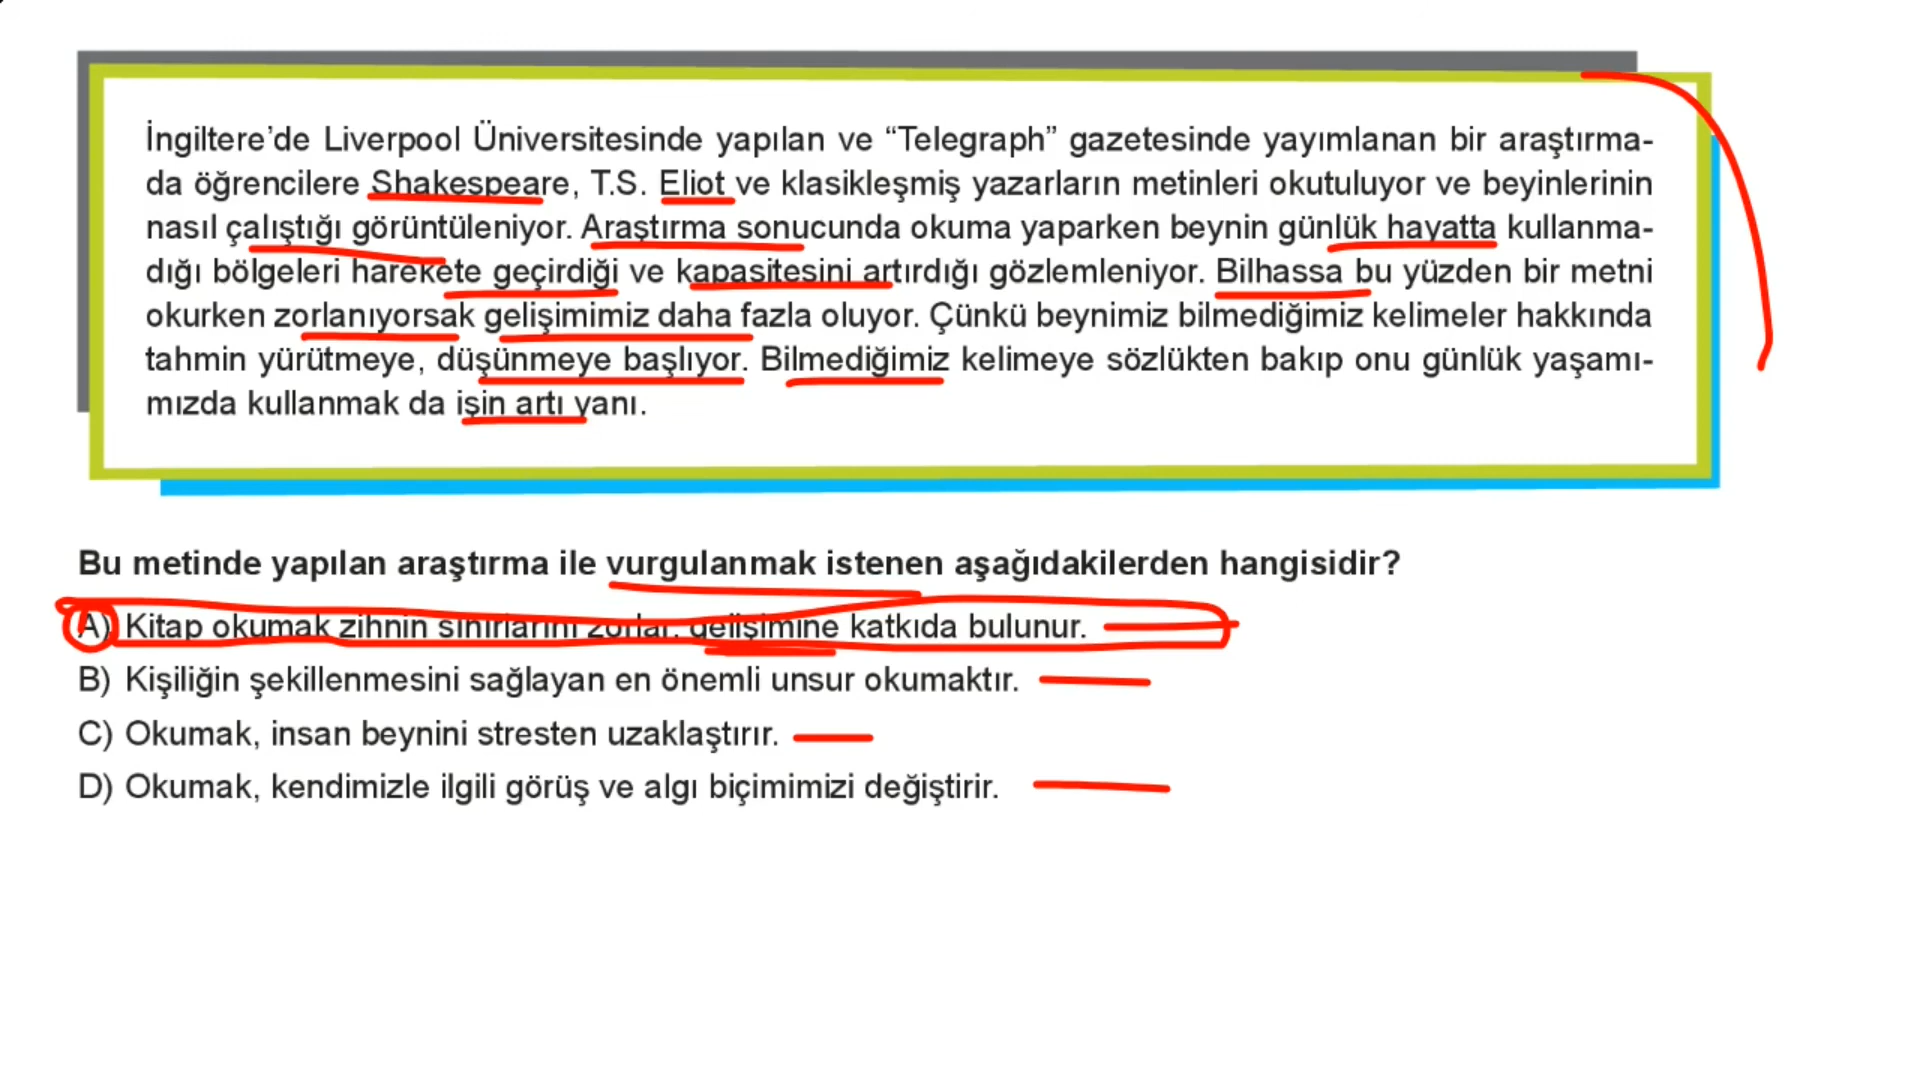 İngiltere’de Liverpool Üniversitesinde yapılan ve “Telegraph” gazetesinde yayımlanan bir araştırma-
da öğrencilere Shakespeare, T.S. Eliot ve klasikleşmiş yazarların metinleri okutuluyor ve beyinlerinin
nasıl çalıştığı görüntüleniyor. Araştırma sonucunda okuma yaparken beynin günlük hayatta kullanma-
dığı bölgeleri harekete geçirdiği ve kapasitesini artırdığı gözlemleniyor. Bilhassa bu yüzden bir metni
okurken zorlanıyorsak gelişimimiz daha fazla oluyor. Çünkü beynimiz bilmediğimiz kelimeler hakkında
tahmin yürütmeye, düşünmeye başlıyor. Bilmediğimiz kelimeye sözlükten bakıp onu günlük yaşamı-
mızda kullanmak da işin artı yanı.
Bu metinde yapılan araştırma ile vurgulanmak istenen aşağıdakilerden hangisidir?
A) Kitap okumak zihnin sınırlarını zorlar, gelişimine katkıda bulunur.
B) Kişiliğin şekillenmesini sağlayan en önemli unsur okumaktır.
C) Okumak, insan beynini stresten uzaklaştırır.
D) Okumak, kendimizle ilgili görüş ve algı biçimimizi değiştirir.